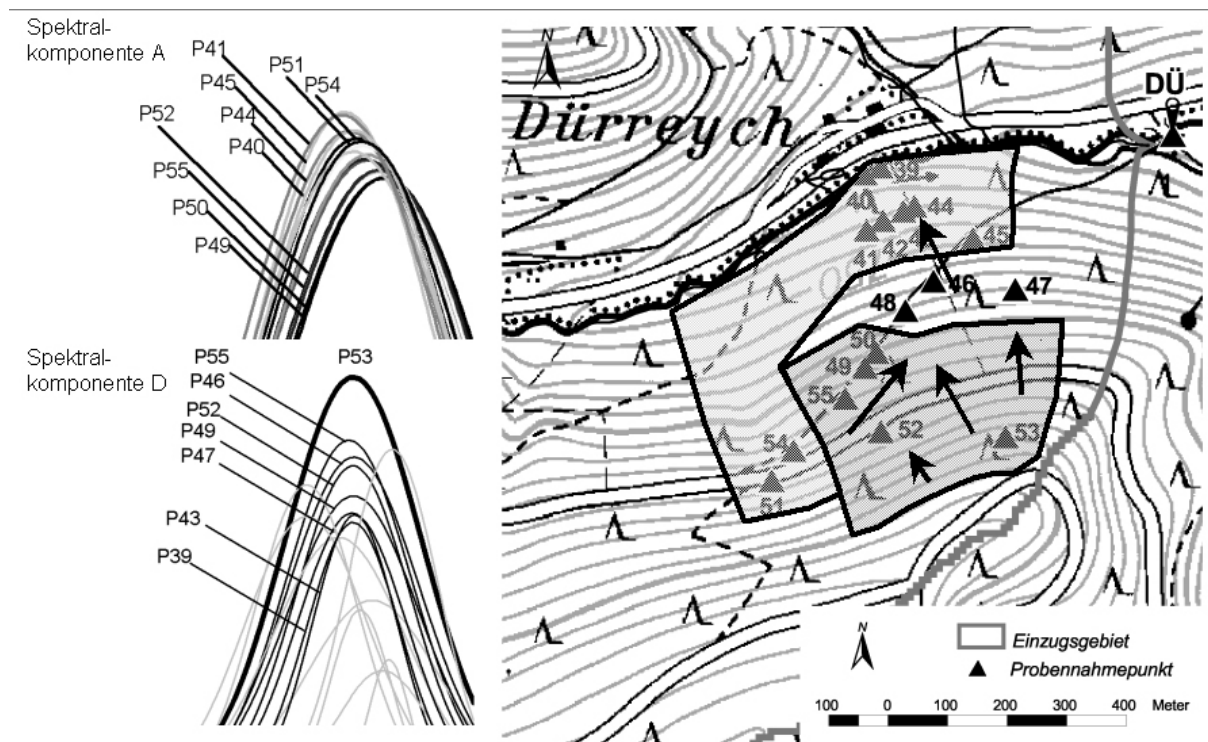 Spektral-
komponente A
P41
P45
P44
P40
P51
P54
P52
P55
P50
P49
Spektral-
komponente D
P55
P46
P52
P49
P47
P43
P39
P53
N
Dürreych
DÜ
39
40
44
42
41
45
46
47
48
50
49
55
52
53
54
51
N
Einzugsgebiet
Probennahmepunkt
100 0 100 200 300 400 Meter